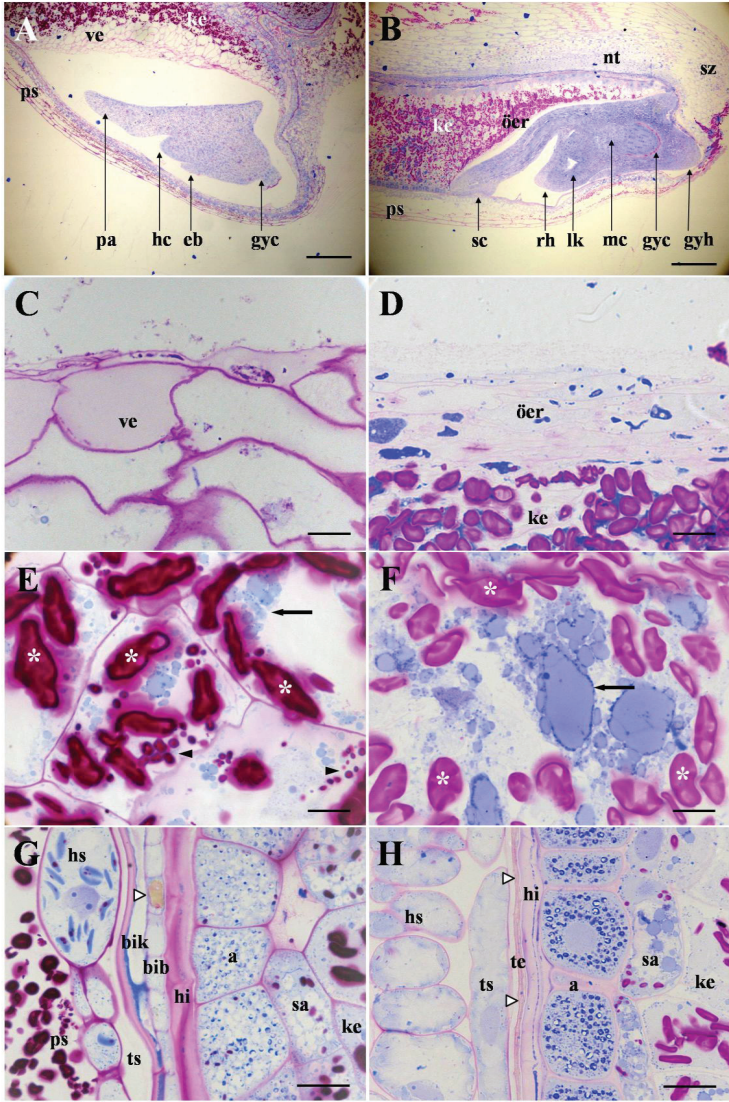 A
ve
ke
ps
pa
hc
eb
gyc
B
nt
sz
ke
öer
ps
sc
rh
lk
mc
gyc
gyh
C
ve
D
öer
ke
E
*
*
*
F
*
*
*
G
hs
bik
bib
hi
a
sa
ke
ps
ts
H
hs
hi
te
ts
a
sa
ke